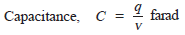 Capacitance, C = q/v farad